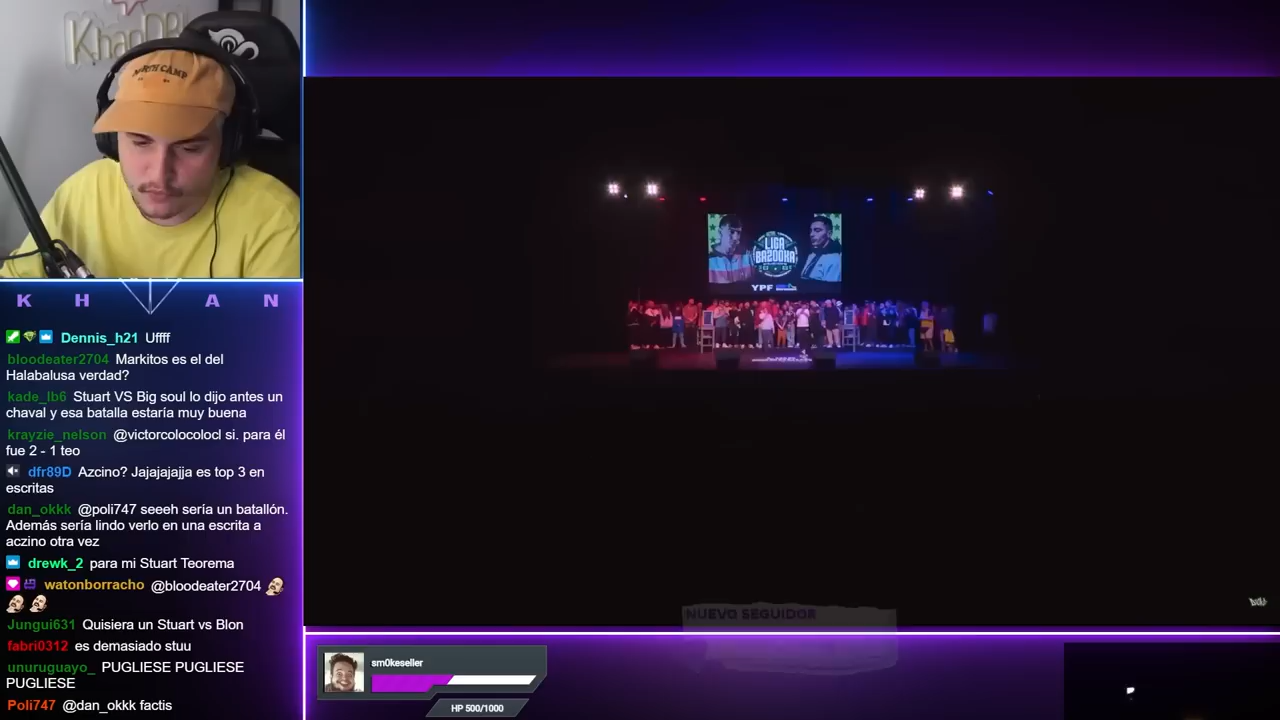 KhanDBL
NORTH CAMP
K H A N
Dennis_h21 Uffff
bloodeater2704 Markitos es el del
Halabalusa verdad?
kade_lb6 Stuart VS Big soul lo dijo antes un
chaval y esa batalla estaría muy buena
krayzie_nelson @victorcolocolocl si. para él
fue 2 - 1 teo
dfr89D Azcino? Jajajajajja es top 3 en
escritas
dan_okkk @poli747 seeeh sería un batallón.
Además sería lindo verlo en una escrita a
aczino otra vez
drewk_2 para mi Stuart Teorema
watonborracho @bloodeater2704
Jungui631 Quisiera un Stuart vs Blon
fabri0312 es demasiado stuu
unuruguayo_ PUGLIESE PUGLIESE
PUGLIESE
Poli747 @dan_okkk factis
LIGA
BAZOOKA
YPF
NUEVO SEGUIDOR
sm0keseller
HP 500/1000